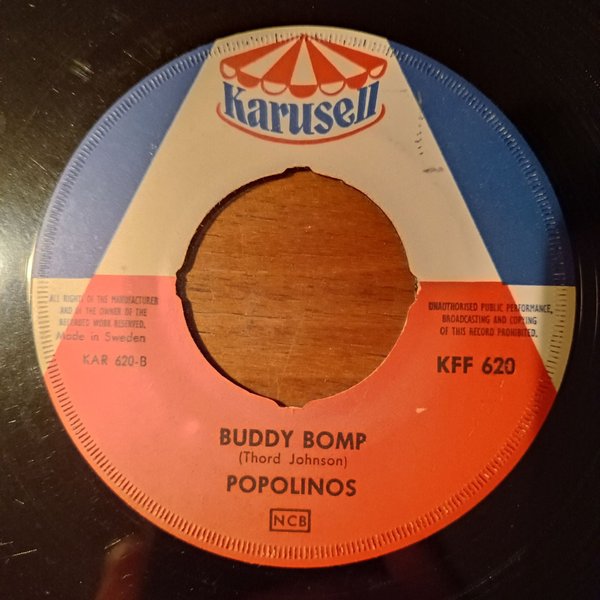 Karusell
ALL RIGHTS OF THE MANUFACTURER
AND OF THE OWNER OF THE
RECORDED WORK RESERVED.
Made in Sweden
KAR 620-B
UNAUTHORISED PUBLIC PERFORMANCE,
BROADCASTING AND COPYING
OF THIS RECORD PROHIBITED.
KFF 620
BUDDY BOMP
(Thord Johnson)
POPOLINOS
NCB